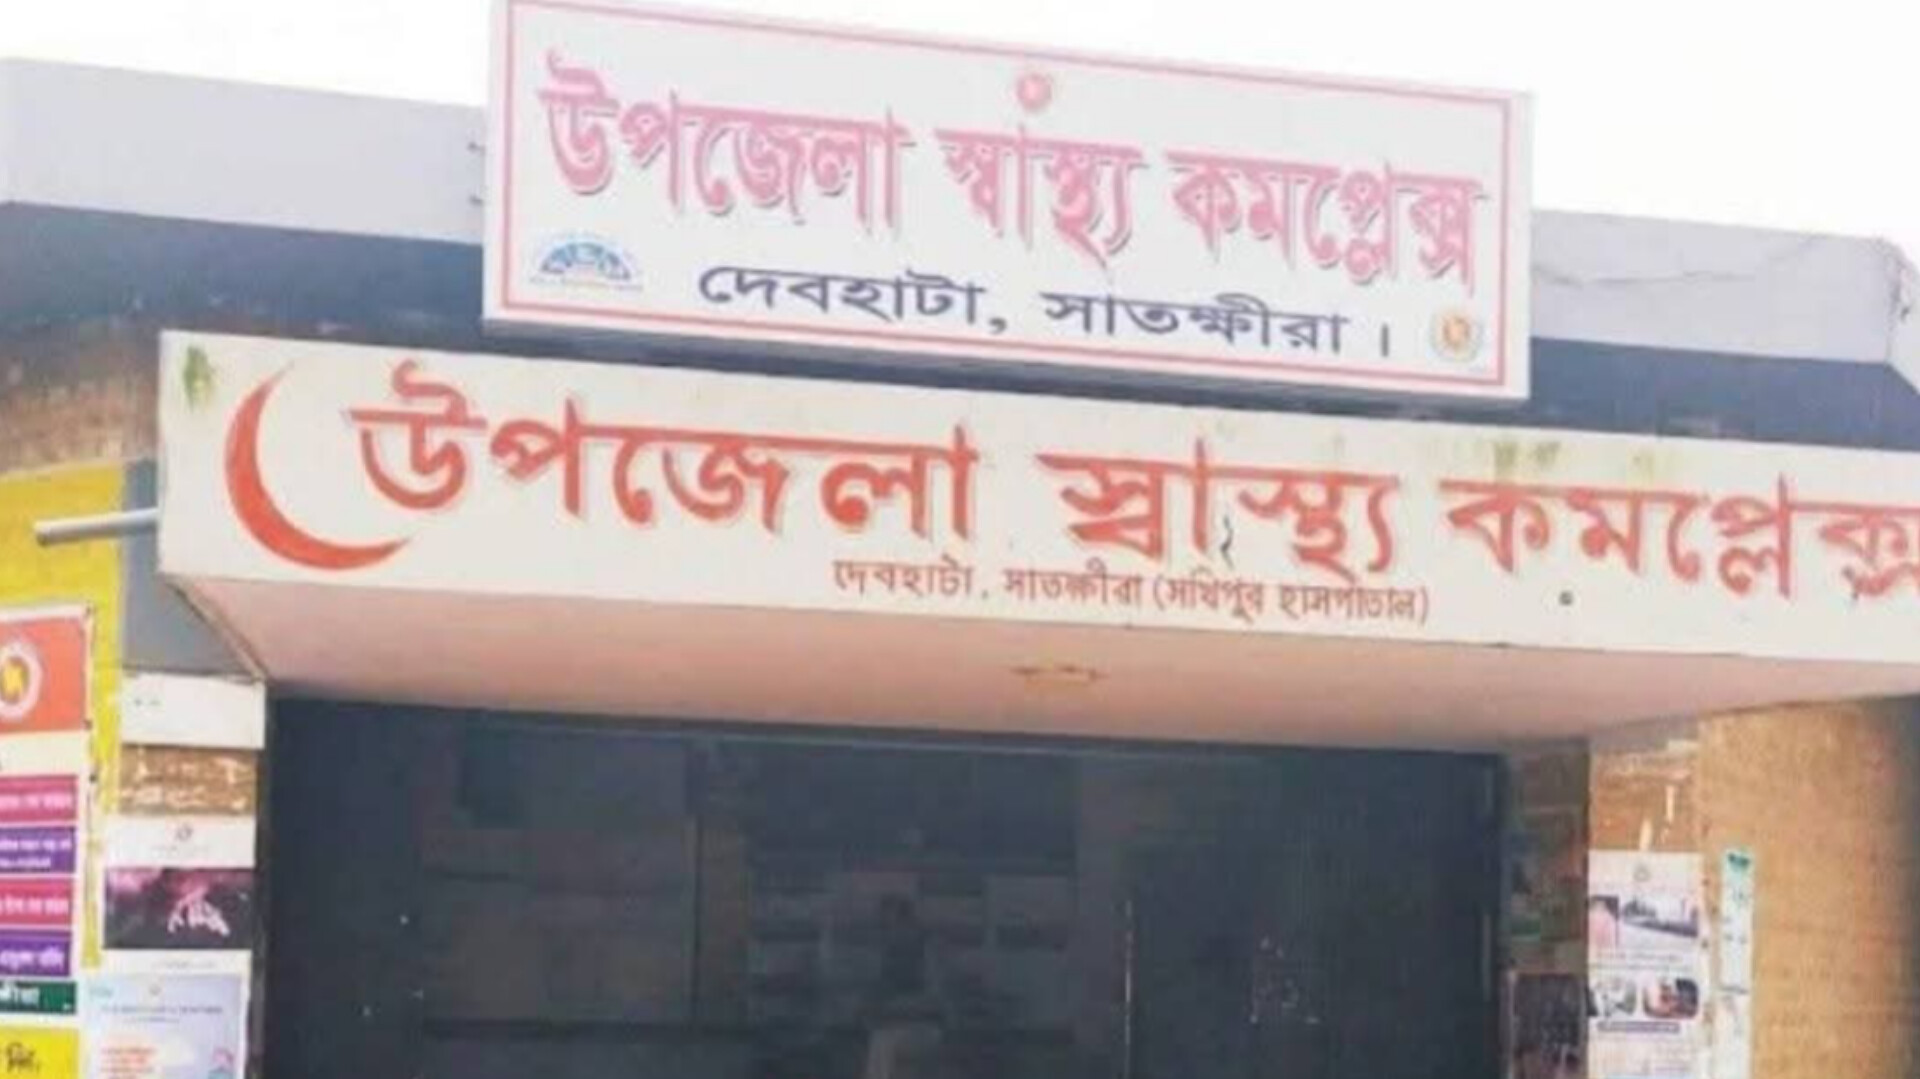 উপজেলা স্বাস্থ্য কমপ্লেক্স
দেবহাটা, সাতক্ষীরা।
উপজেলা স্বাস্থ্য কমপ্লেক্স
দেবহাটা, সাতক্ষীরা (সখিপুর হাসপাতাল)